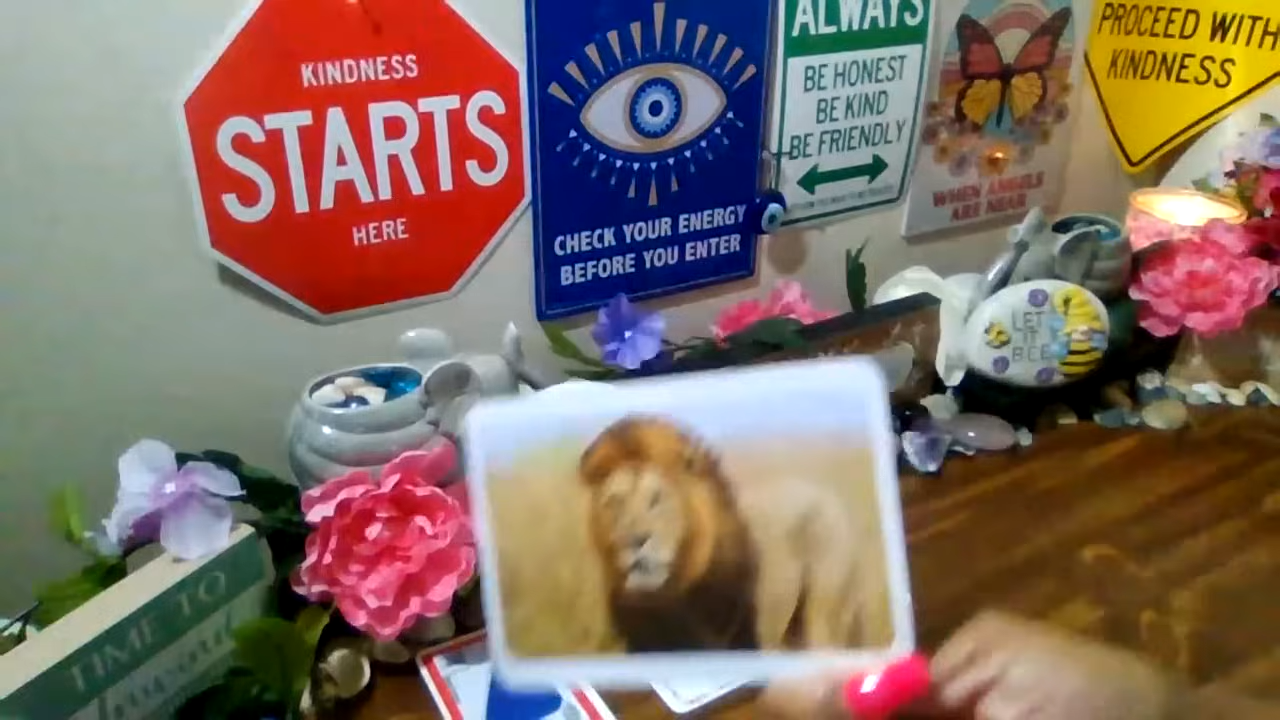 KINDNESS
STARTS
HERE
CHECK YOUR ENERGY
BEFORE YOU ENTER
ALWAYS
BE HONEST
BE KIND
BE FRIENDLY
WHEN ANGELS
ARE NEAR
PROCEED WITH
KINDNESS
LET
IT
BEE
TIME TO